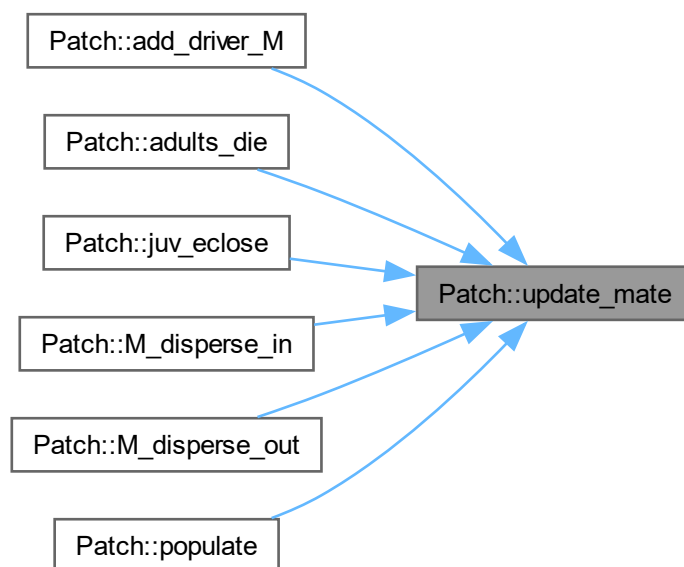 Patch::add_driver_M
Patch::adults_die
Patch::juv_eclose
Patch::update_mate
Patch::M_disperse_in
Patch::M_disperse_out
Patch::populate